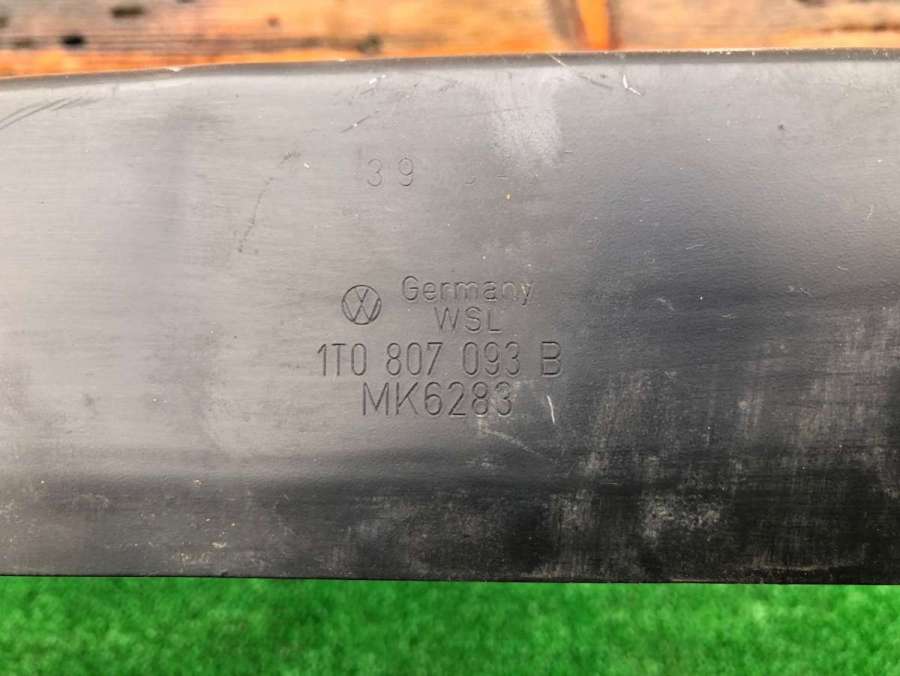 39
Germany
WSL
1T0 807 093 B
MK6283